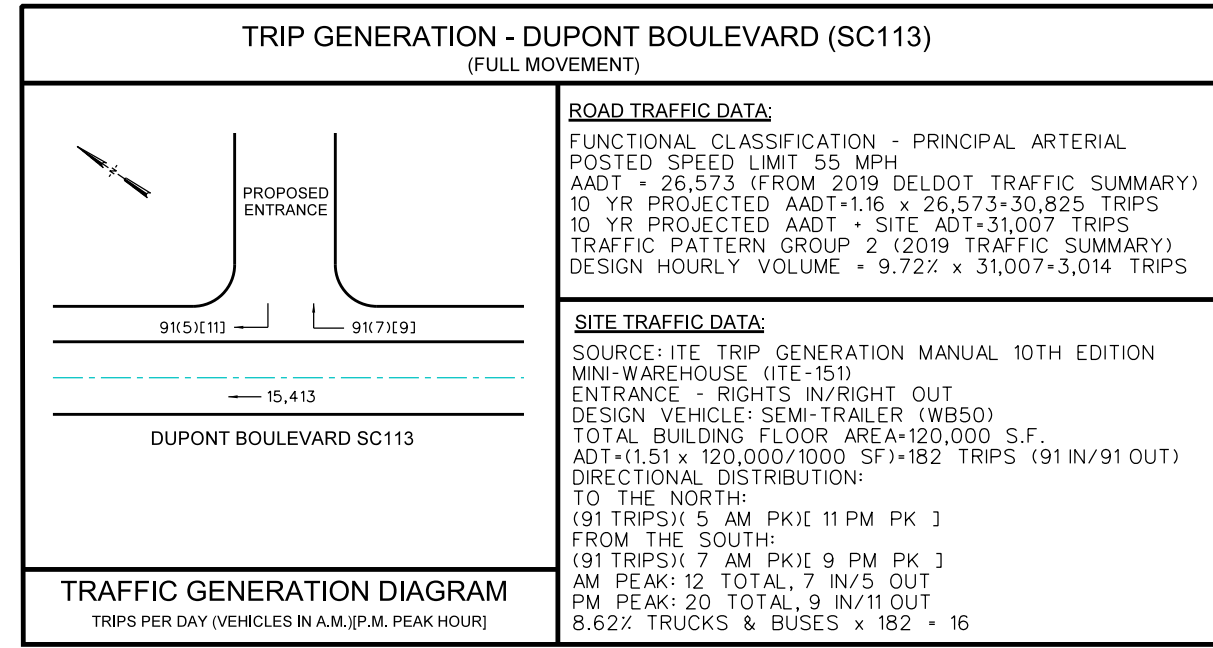 TRIP GENERATION - DUPONT BOULEVARD (SC113)
(FULL MOVEMENT)
N
PROPOSED
ENTRANCE
91(5)[11]
91(7)[9]
15,413
DUPONT BOULEVARD SC113
TRAFFIC GENERATION DIAGRAM
TRIPS PER DAY (VEHICLES IN A.M.)[P.M. PEAK HOUR]
ROAD TRAFFIC DATA:
FUNCTIONAL CLASSIFICATION - PRINCIPAL ARTERIAL
POSTED SPEED LIMIT 55 MPH
AADT = 26,573 (FROM 2019 DELDOT TRAFFIC SUMMARY)
10 YR PROJECTED AADT=1.16 x 26,573=30,825 TRIPS
10 YR PROJECTED AADT + SITE ADT=31,007 TRIPS
TRAFFIC PATTERN GROUP 2 (2019 TRAFFIC SUMMARY)
DESIGN HOURLY VOLUME = 9.72% x 31,007=3,014 TRIPS
SITE TRAFFIC DATA:
SOURCE: ITE TRIP GENERATION MANUAL 10TH EDITION
MINI-WAREHOUSE (ITE-151)
ENTRANCE - RIGHTS IN/RIGHT OUT
DESIGN VEHICLE: SEMI-TRAILER (WB50)
TOTAL BUILDING FLOOR AREA=120,000 S.F.
ADT=(1.51 x 120,000/1000 SF)=182 TRIPS (91 IN/91 OUT)
DIRECTIONAL DISTRIBUTION:
TO THE NORTH:
(91 TRIPS)( 5 AM PK)[ 11 PM PK ]
FROM THE SOUTH:
(91 TRIPS)( 7 AM PK)[ 9 PM PK ]
AM PEAK: 12 TOTAL, 7 IN/5 OUT
PM PEAK: 20 TOTAL, 9 IN/11 OUT
8.62% TRUCKS & BUSES x 182 = 16